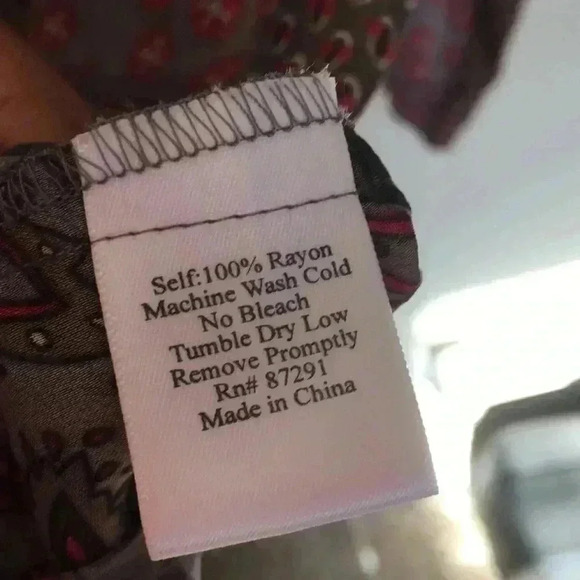 Self:100% Rayon
Machine Wash Cold
No Bleach
Tumble Dry Low
Remove Promptly
Rn# 87291
Made in China